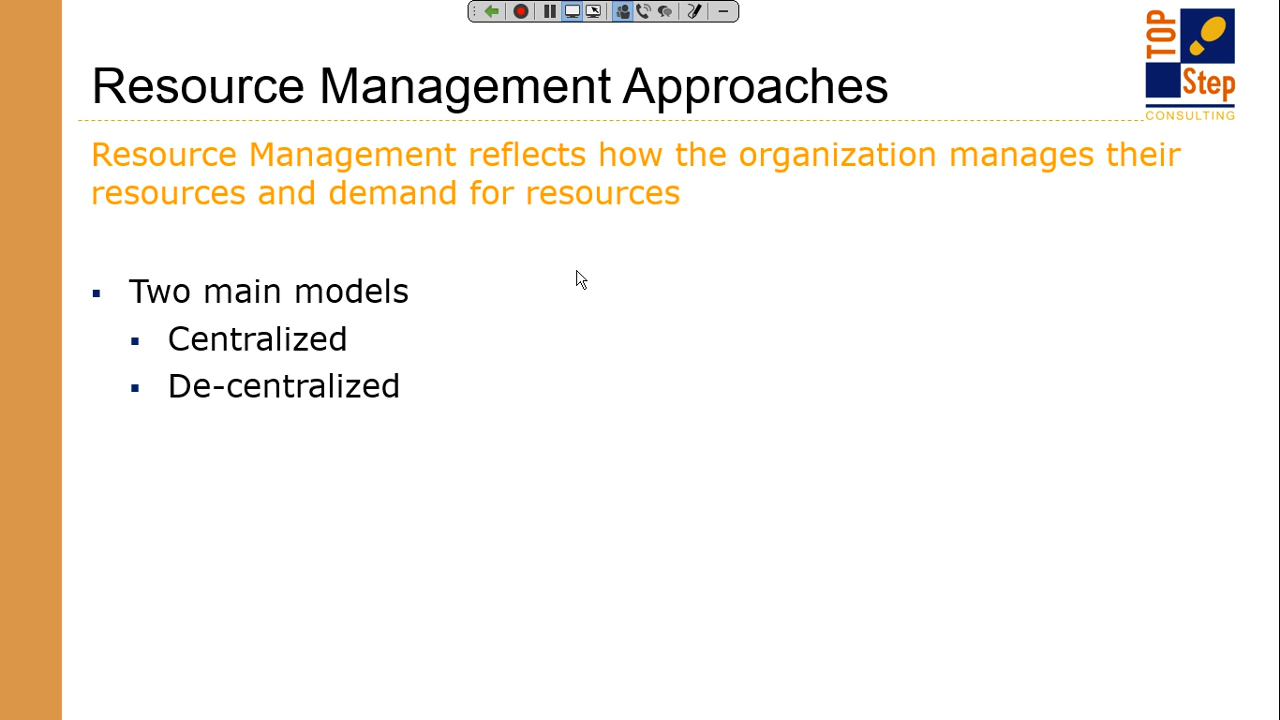 Resource Management Approaches
TOP
Step
CONSULTING
Resource Management reflects how the organization manages their
resources and demand for resources
▪ Two main models
▪ Centralized
▪ De-centralized